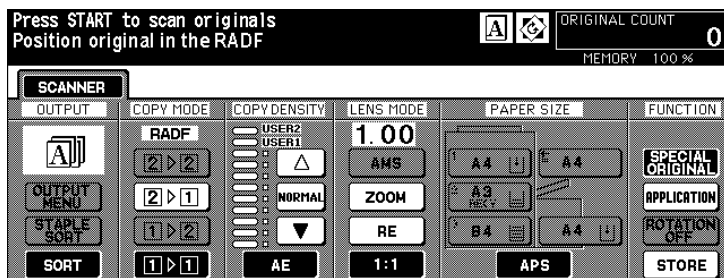 Press START to scan originals
Position original in the RADF
A
ORIGINAL COUNT
0
MEMORY 100 %
SCANNER
OUTPUT
COPY MODE
COPY DENSITY
LENS MODE
PAPER SIZE
FUNCTION
A
OUTPUT MENU
STAPLE SORT
SORT
RADF
2▷2
2▷1
1▷2
1▷1
USER2
USER1
△
NORMAL
▼
AE
1.00
AMS
ZOOM
RE
1:1
1 A4
A4
A3
B4
A4
APS
SPECIAL ORIGINAL
APPLICATION
ROTATION OFF
STORE